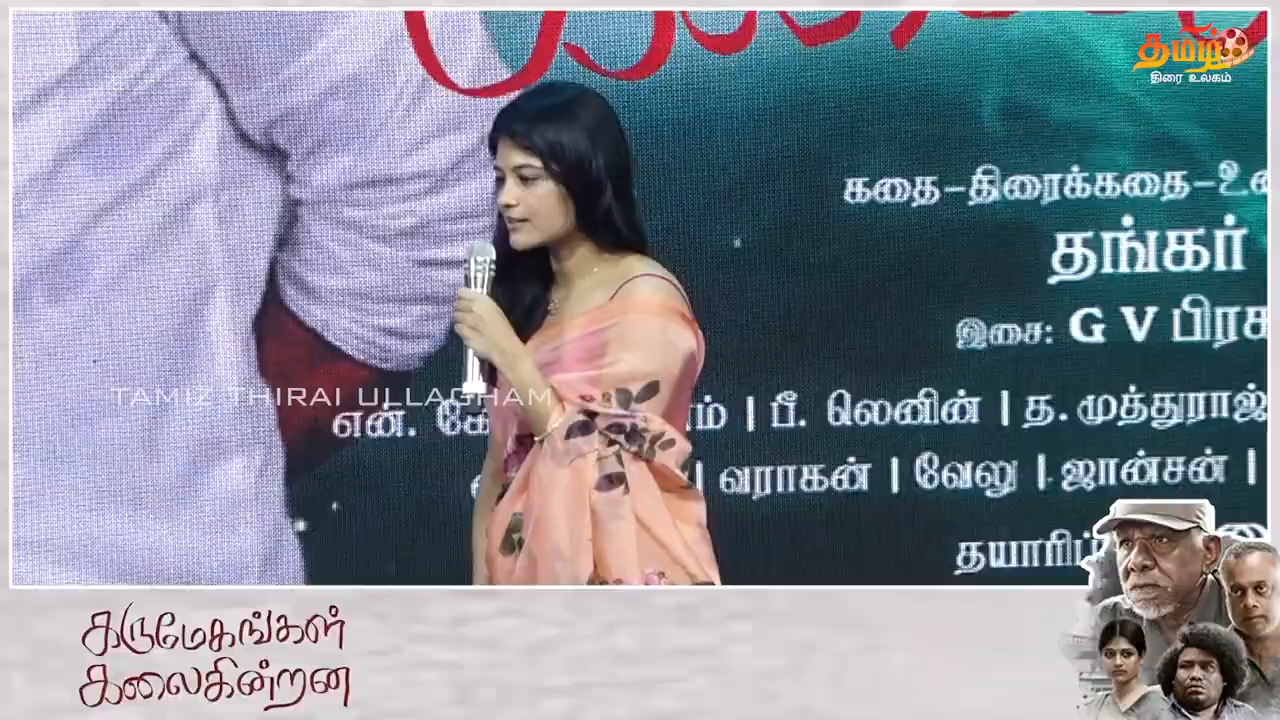 தமிழ்
திரை உலகம்
கதை-திரைக்கதை-
தங்கர்
இசை: G V பிரக
TAMIZ THIRAI ULLAGHAM
என். கே | பீ. லெனின் | த. முத்துராஜ்
| வராகன் | வேலு | ஜான்சன் |
கருமேகங்கள்
கலைகின்றன